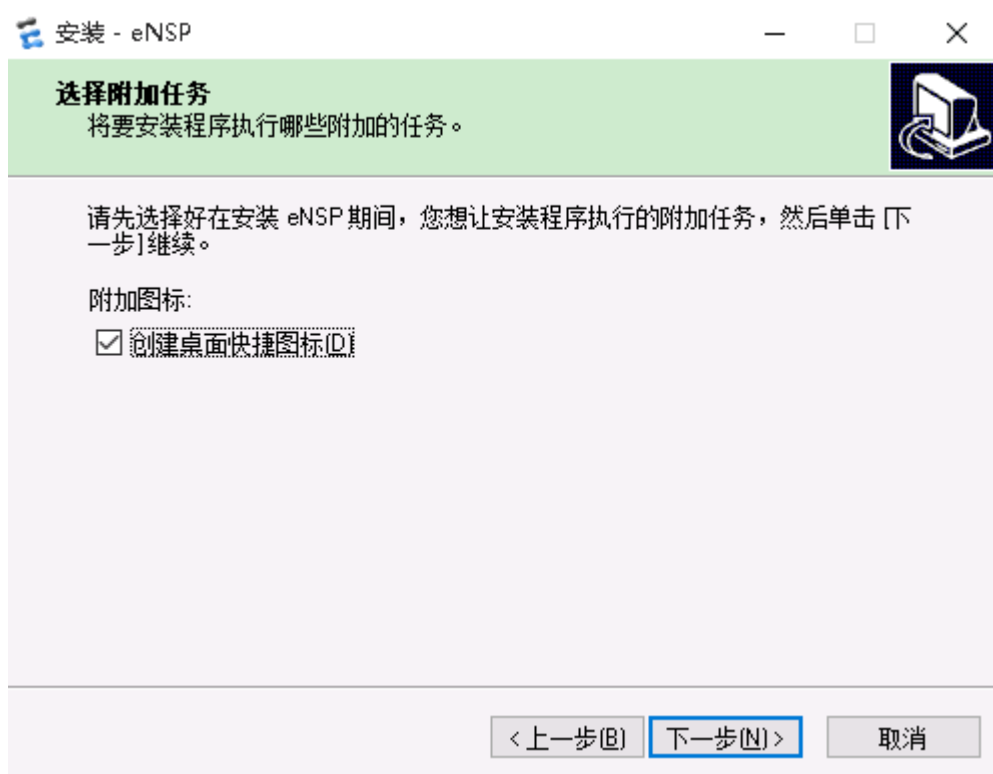 安装 - eNSP
选择附加任务
将要安装程序执行哪些附加的任务。
请先选择好在安装 eNSP 期间，您想让安装程序执行的附加任务，然后单击 [下
一步] 继续。
附加图标:
创建桌面快捷图标(D)
< 上一步(B) 下一步(N) > 取消